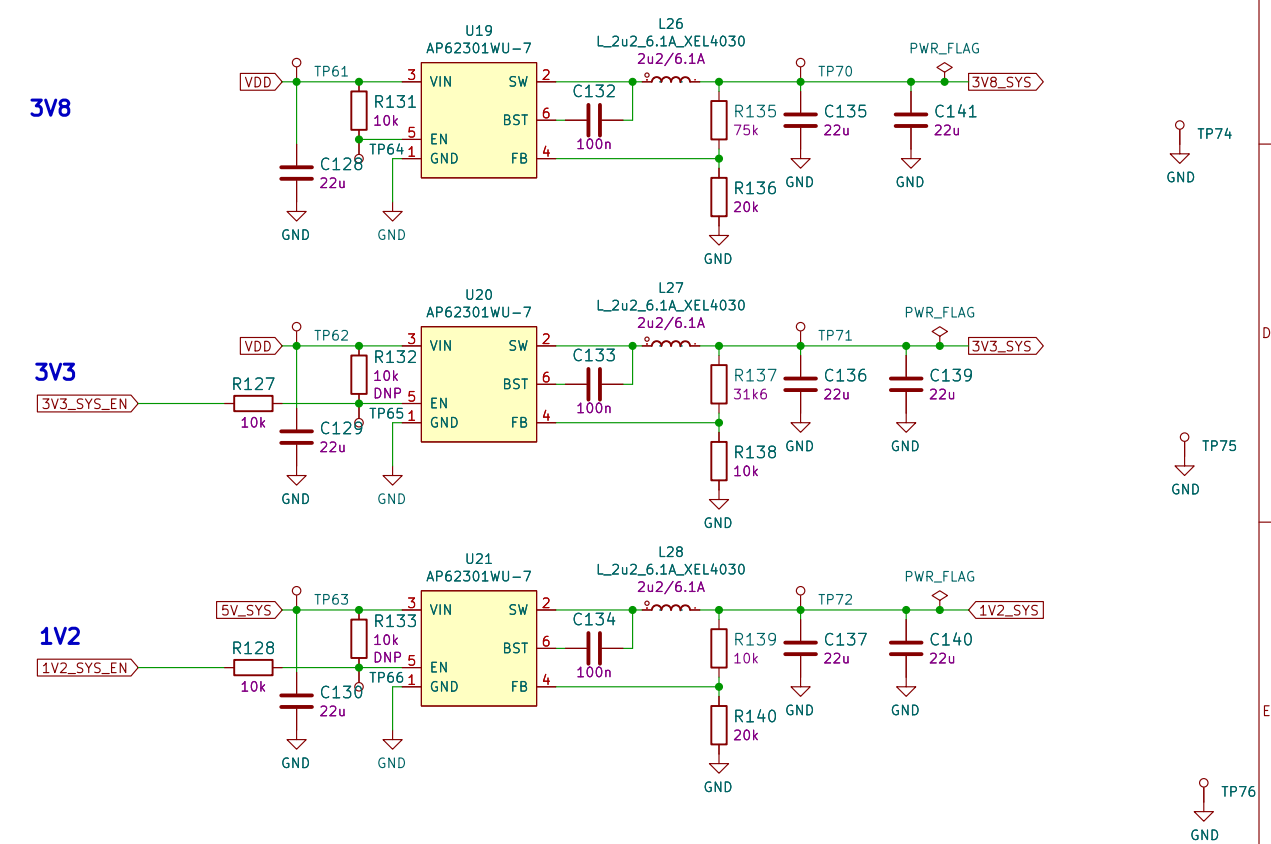 3V8
VDD
TP61
R131
10k
TP64
C128
22u
GND
GND
U19
AP62301WU-7
3
VIN
5
EN
1
GND
SW
2
BST
6
FB
4
C132
100n
L26
L_2u2_6.1A_XEL4030
2u2/6.1A
R135
75k
R136
20k
GND
TP70
C135
22u
GND
C141
22u
GND
PWR_FLAG
3V8_SYS
TP74
GND
3V3
3V3_SYS_EN
R127
10k
VDD
TP62
R132
10k
DNP
TP65
C129
22u
GND
GND
U20
AP62301WU-7
3
VIN
5
EN
1
GND
SW
2
BST
6
FB
4
C133
100n
L27
L_2u2_6.1A_XEL4030
2u2/6.1A
R137
31k6
R138
10k
GND
TP71
C136
22u
GND
C139
22u
GND
PWR_FLAG
3V3_SYS
D
TP75
GND
1V2
1V2_SYS_EN
R128
10k
5V_SYS
TP63
R133
10k
DNP
TP66
C130
22u
GND
GND
U21
AP62301WU-7
3
VIN
5
EN
1
GND
SW
2
BST
6
FB
4
C134
100n
L28
L_2u2_6.1A_XEL4030
2u2/6.1A
R139
10k
R140
20k
GND
TP72
C137
22u
GND
C140
22u
GND
PWR_FLAG
1V2_SYS
E
TP76
GND